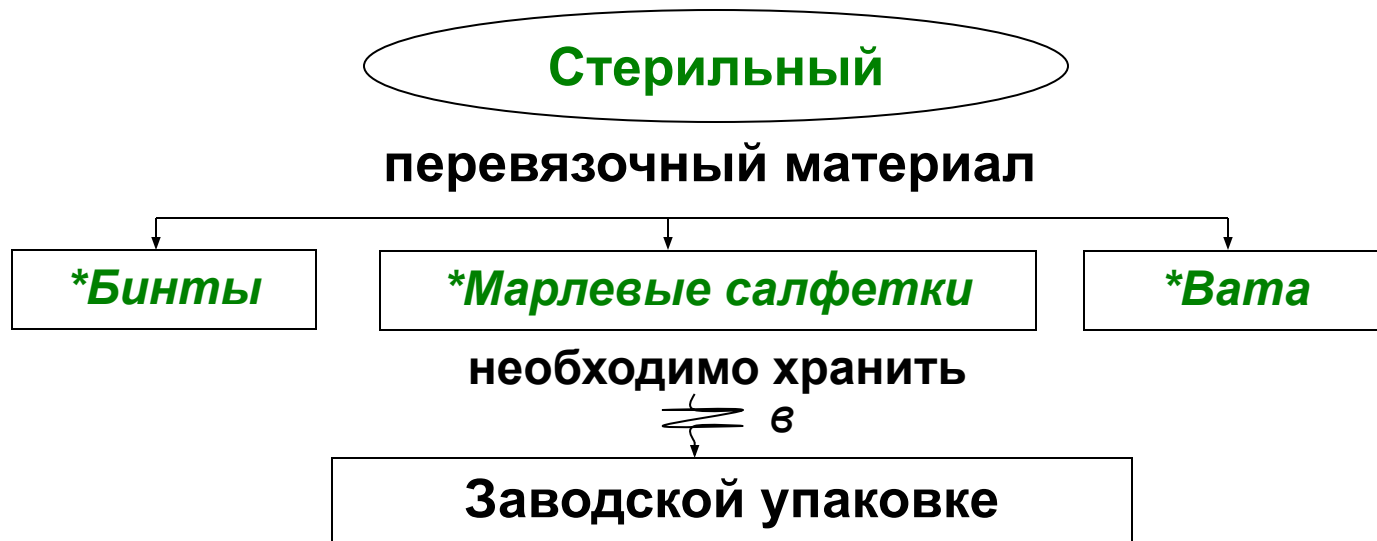 Стерильный
перевязочный материал
*Бинты
*Марлевые салфетки
*Вата
необходимо хранить
в
Заводской упаковке